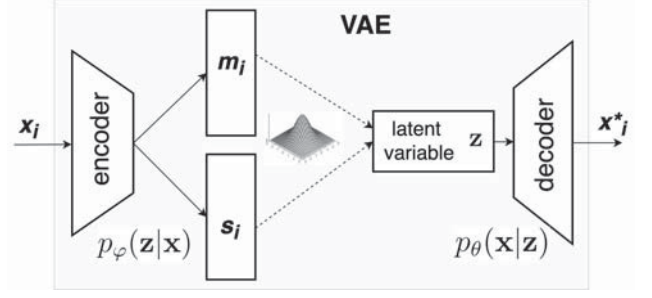 VAE
x_i
encoder
m_i
s_i
latent
variable z
decoder
x*_i
p_φ(z|x)
p_θ(x|z)